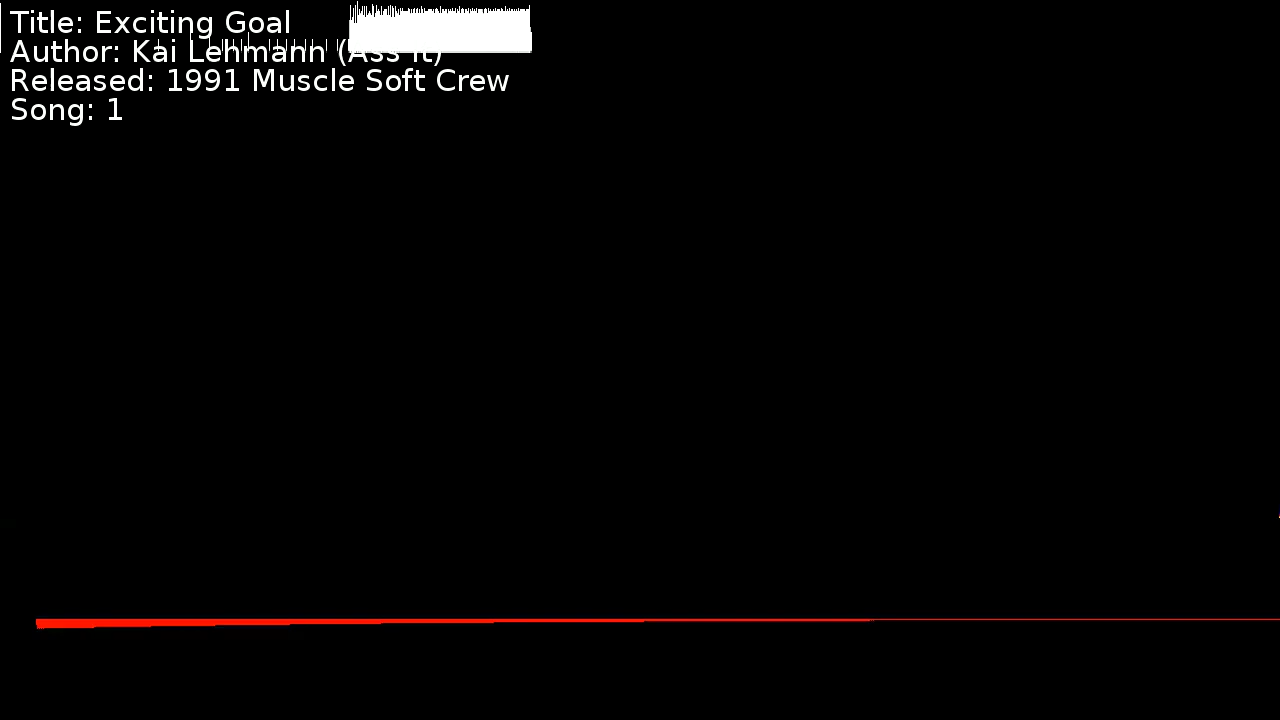 Title: Exciting Goal
Author: Kai Lehmann (Ass It)
Released: 1991 Muscle Soft Crew
Song: 1